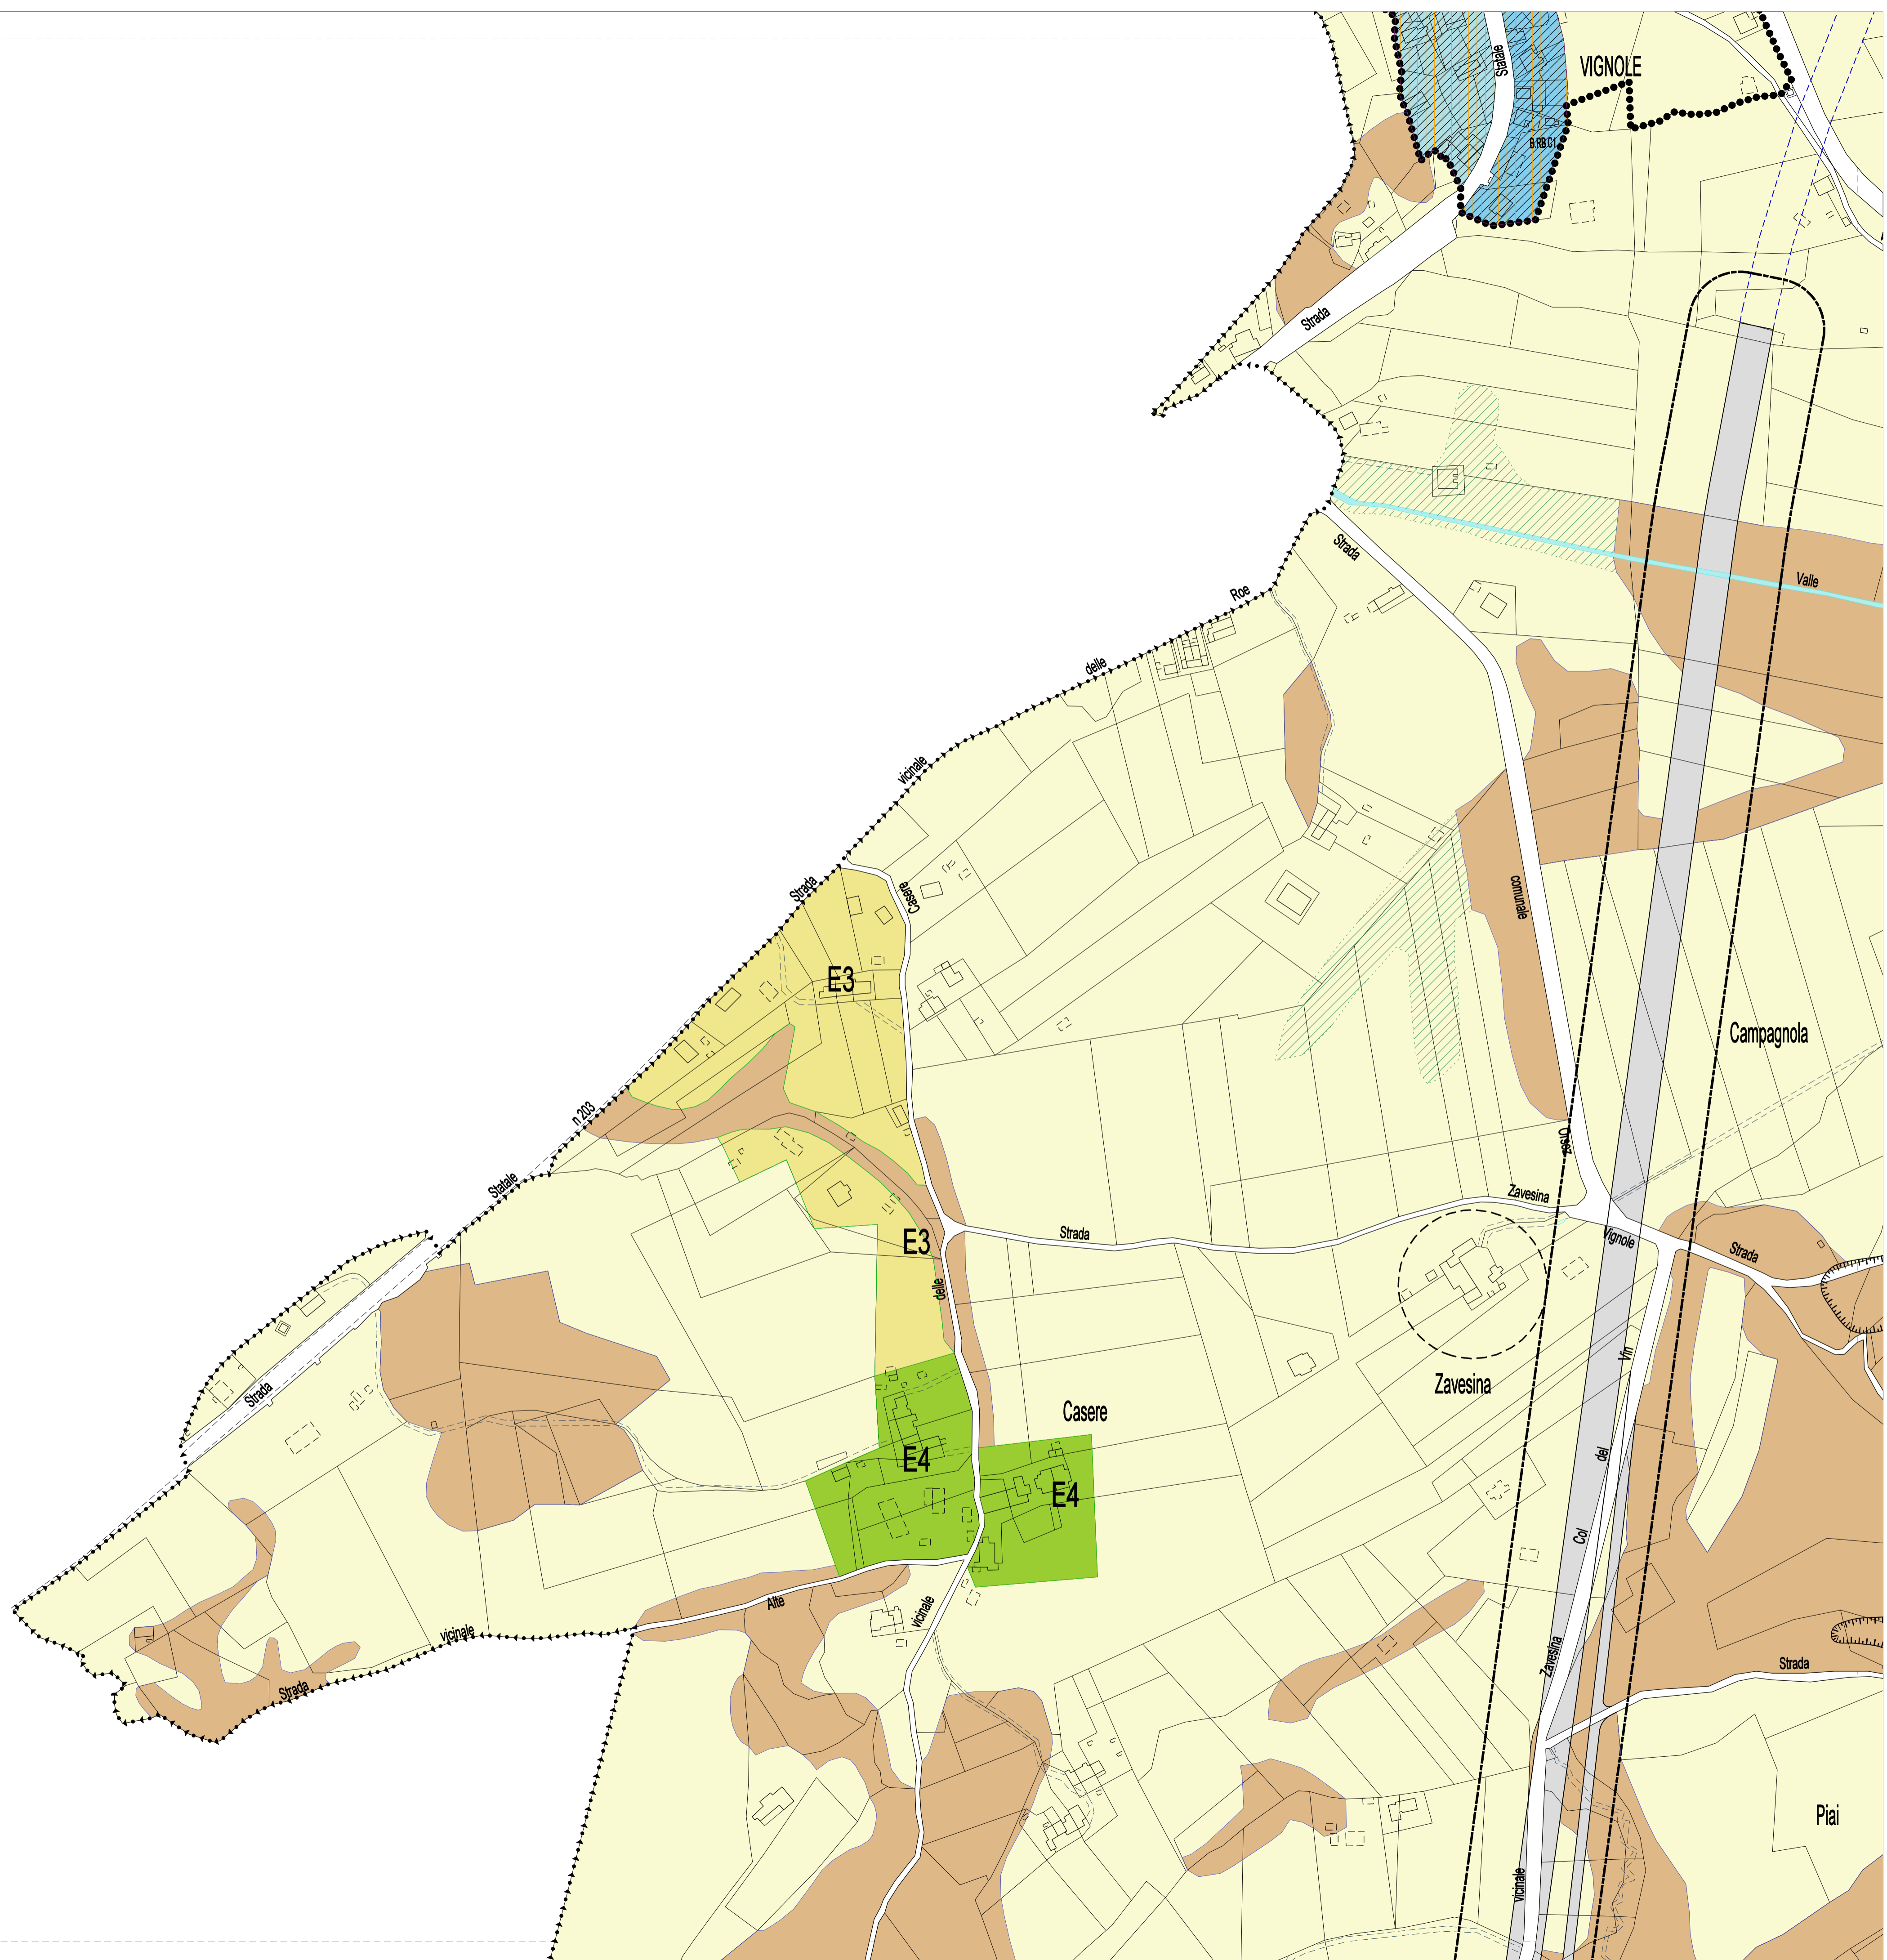 VIGNOLE
Statale
B.RB.C1
Strada
Strada
Valle
Roe
delle
vicinale
Strada
Casere
comunale
E3
Campagnola
n 203
Orsez
Statale
Zavesina
Strada
Vignole
Strada
E3
delle
Vin
Strada
Zavesina
Casere
del
E4
E4
Col
Alte
vicinale
vicinale
Zavesina
Strada
Strada
Piai
vicinale